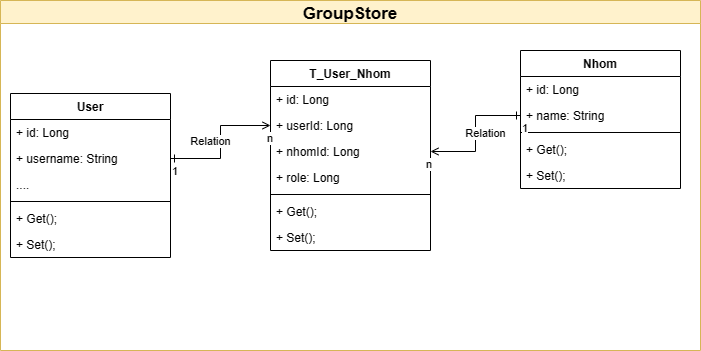 GroupStore
User
+ id: Long
+ username: String
....
+ Get();
+ Set();
Relation
1
n
T_User_Nhom
+ id: Long
+ userId: Long
+ nhomId: Long
+ role: Long
+ Get();
+ Set();
Relation
n
1
Nhom
+ id: Long
+ name: String
+ Get();
+ Set();